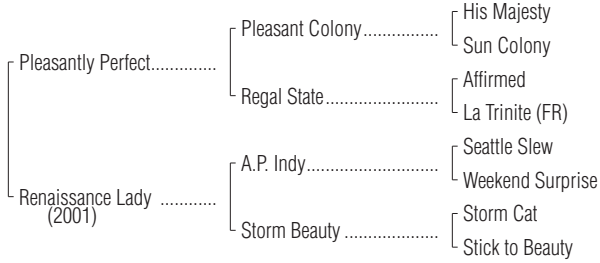 His Majesty
Pleasant Colony.................
Sun Colony
Pleasantly Perfect..............
Affirmed
Regal State.........................
La Trinite (FR)
Seattle Slew
A.P. Indy..............................
Weekend Surprise
Renaissance Lady ............
(2001)
Storm Cat
Storm Beauty .....................
Stick to Beauty